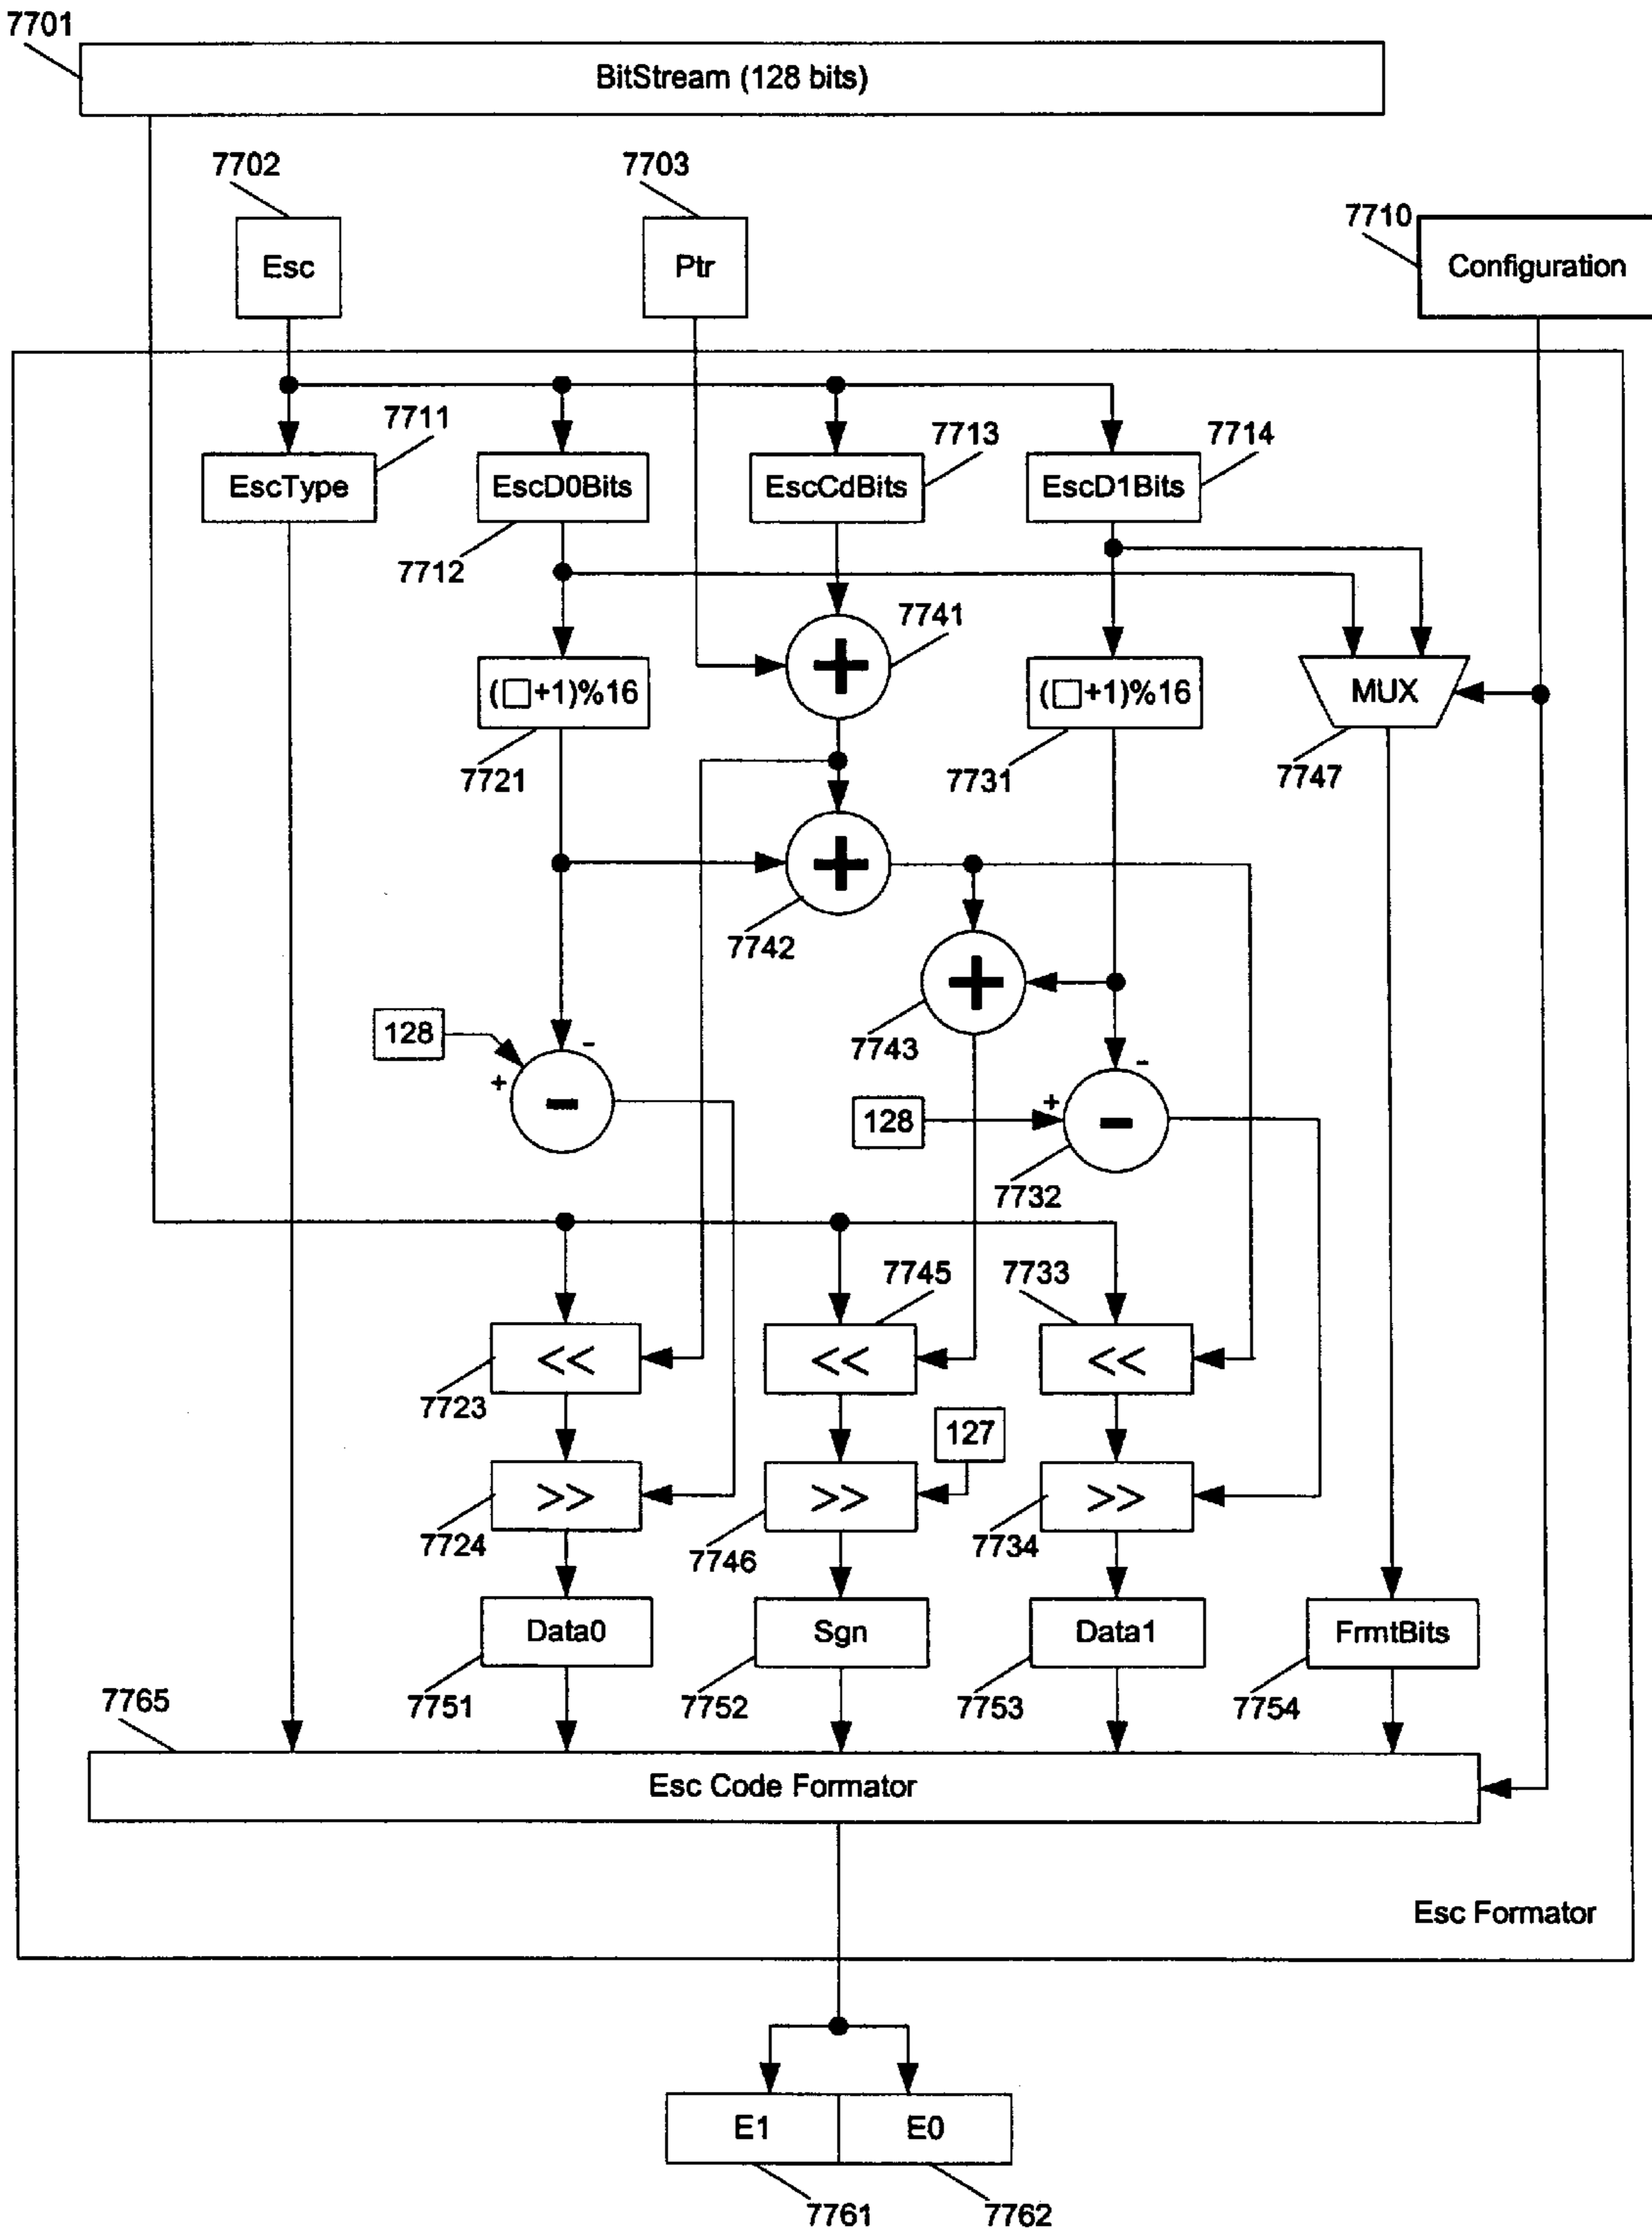 7701
BitStream (128 bits)
7702
7703
7710
Esc
Ptr
Configuration
7711
7713
7714
EscType
EscD0Bits
EscCdBits
EscD1Bits
7712
7741
+
(□+1)%16
(□+1)%16
MUX
7721
7731
7747
+
7742
+
128
-
7743
-
+
-
128
+
-
7732
7745
7733
<<
<<
<<
7723
127
>>
>>
>>
7724
7746
7734
Data0
Sgn
Data1
FrmtBits
7765
7751
7752
7753
7754
Esc Code Formator
Esc Formator
E1
E0
7761
7762